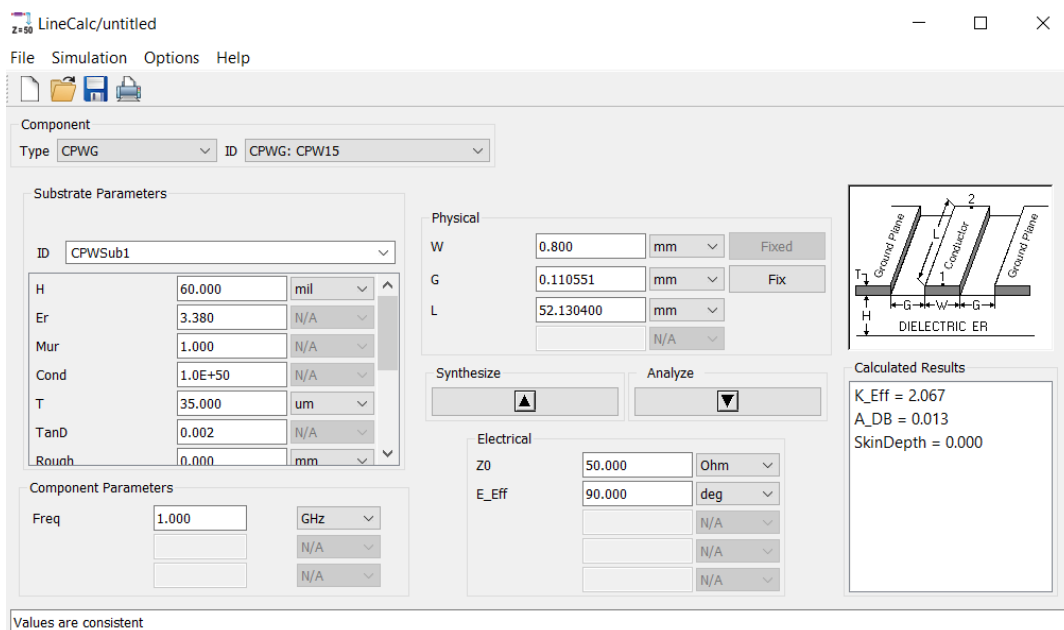 Z=50 LineCalc/untitled
File Simulation Options Help
Component
Type CPWG ID CPWG: CPW15
Substrate Parameters
ID CPWSub1
H 60.000 mil
Er 3.380 N/A
Mur 1.000 N/A
Cond 1.0E+50 N/A
T 35.000 um
TanD 0.002 N/A
Rough 0.000 mm
Physical
W 0.800 mm Fixed
G 0.110551 mm Fix
L 52.130400 mm
N/A
Synthesize Analyze
Electrical
Z0 50.000 Ohm
E_Eff 90.000 deg
N/A
N/A
N/A
Component Parameters
Freq 1.000 GHz
N/A
N/A
Ground Plane
L
Conductor
Ground Plane
1
2
T
G W G
H
DIELECTRIC ER
Calculated Results
K_Eff = 2.067
A_DB = 0.013
SkinDepth = 0.000
Values are consistent